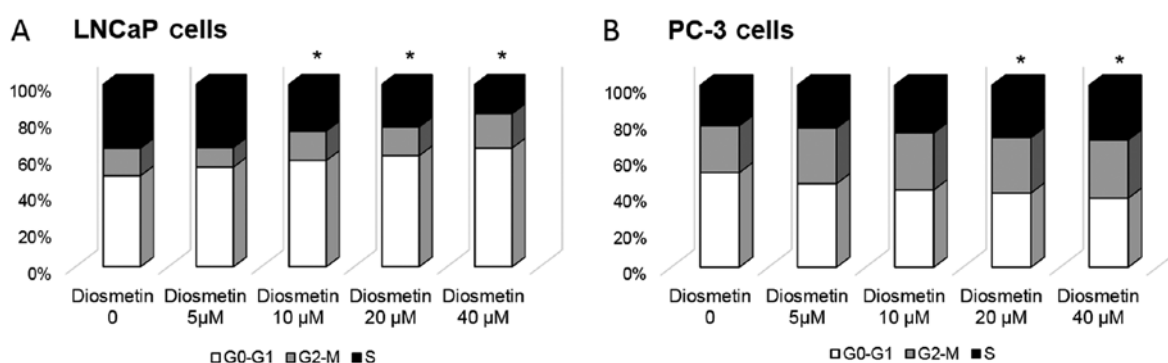 A LNCaP cells
* * *
100%
80%
60%
40%
20%
0%
Diosmetin Diosmetin Diosmetin Diosmetin Diosmetin
0 5µM 10 µM 20 µM 40 µM
G0-G1 G2-M S
B PC-3 cells
* *
100%
80%
60%
40%
20%
0%
Diosmetin Diosmetin Diosmetin Diosmetin Diosmetin
0 5µM 10 µM 20 µM 40 µM
G0-G1 G2-M S